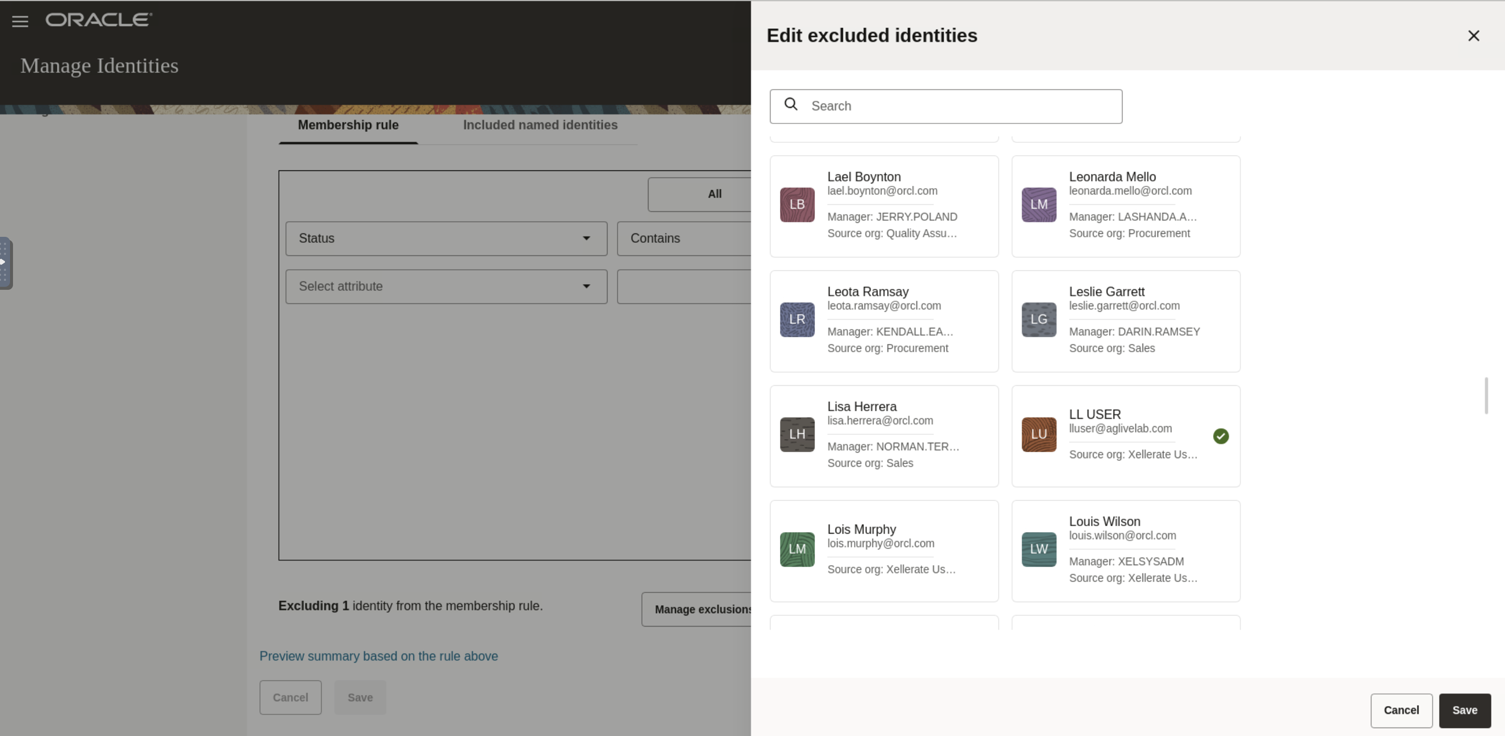 ORACLE
Manage Identities
Membership rule
Included named identities
All
Status
Contains
Select attribute
Excluding 1 identity from the membership rule.
Manage exclusions
Preview summary based on the rule above
Cancel
Save
Edit excluded identities
Search
LB
Lael Boynton
lael.boynton@orcl.com
Manager: JERRY.POLAND
Source org: Quality Assu…
LM
Leonarda Mello
leonarda.mello@orcl.com
Manager: LASHANDA.A…
Source org: Procurement
LR
Leota Ramsay
leota.ramsay@orcl.com
Manager: KENDALL.EA…
Source org: Procurement
LG
Leslie Garrett
leslie.garrett@orcl.com
Manager: DARIN.RAMSEY
Source org: Sales
LH
Lisa Herrera
lisa.herrera@orcl.com
Manager: NORMAN.TER…
Source org: Sales
LU
LL USER
lluser@aglivelab.com
Source org: Xellerate Us…
LM
Lois Murphy
lois.murphy@orcl.com
Source org: Xellerate Us…
LW
Louis Wilson
louis.wilson@orcl.com
Manager: XELSYSADM
Source org: Xellerate Us…
Cancel
Save